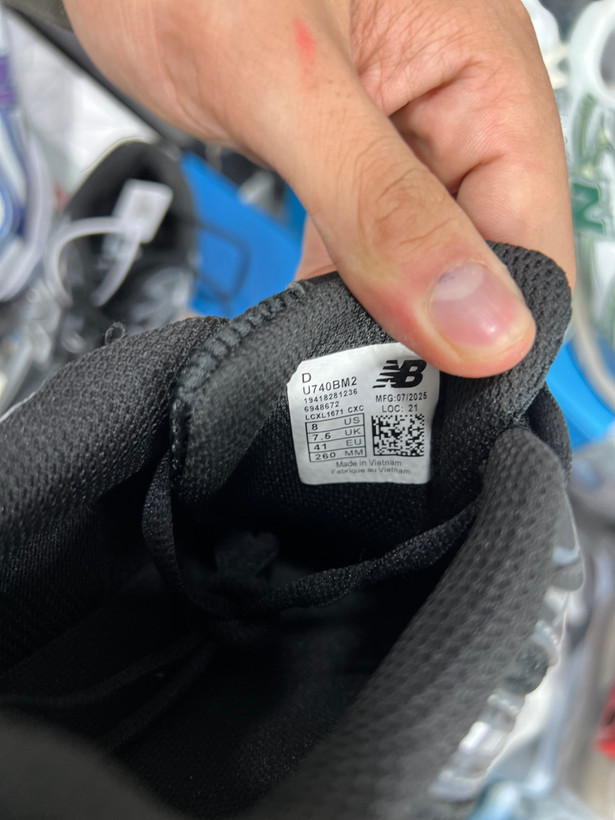 D
U740BM2
19418281236
6948672
LCXL1671 CXC
8 US
7.5 UK
41 EU
260 MM
NB
MFG:07/2025
LOC: 21
Made in Vietnam
Fabriqué au Vietnam
N